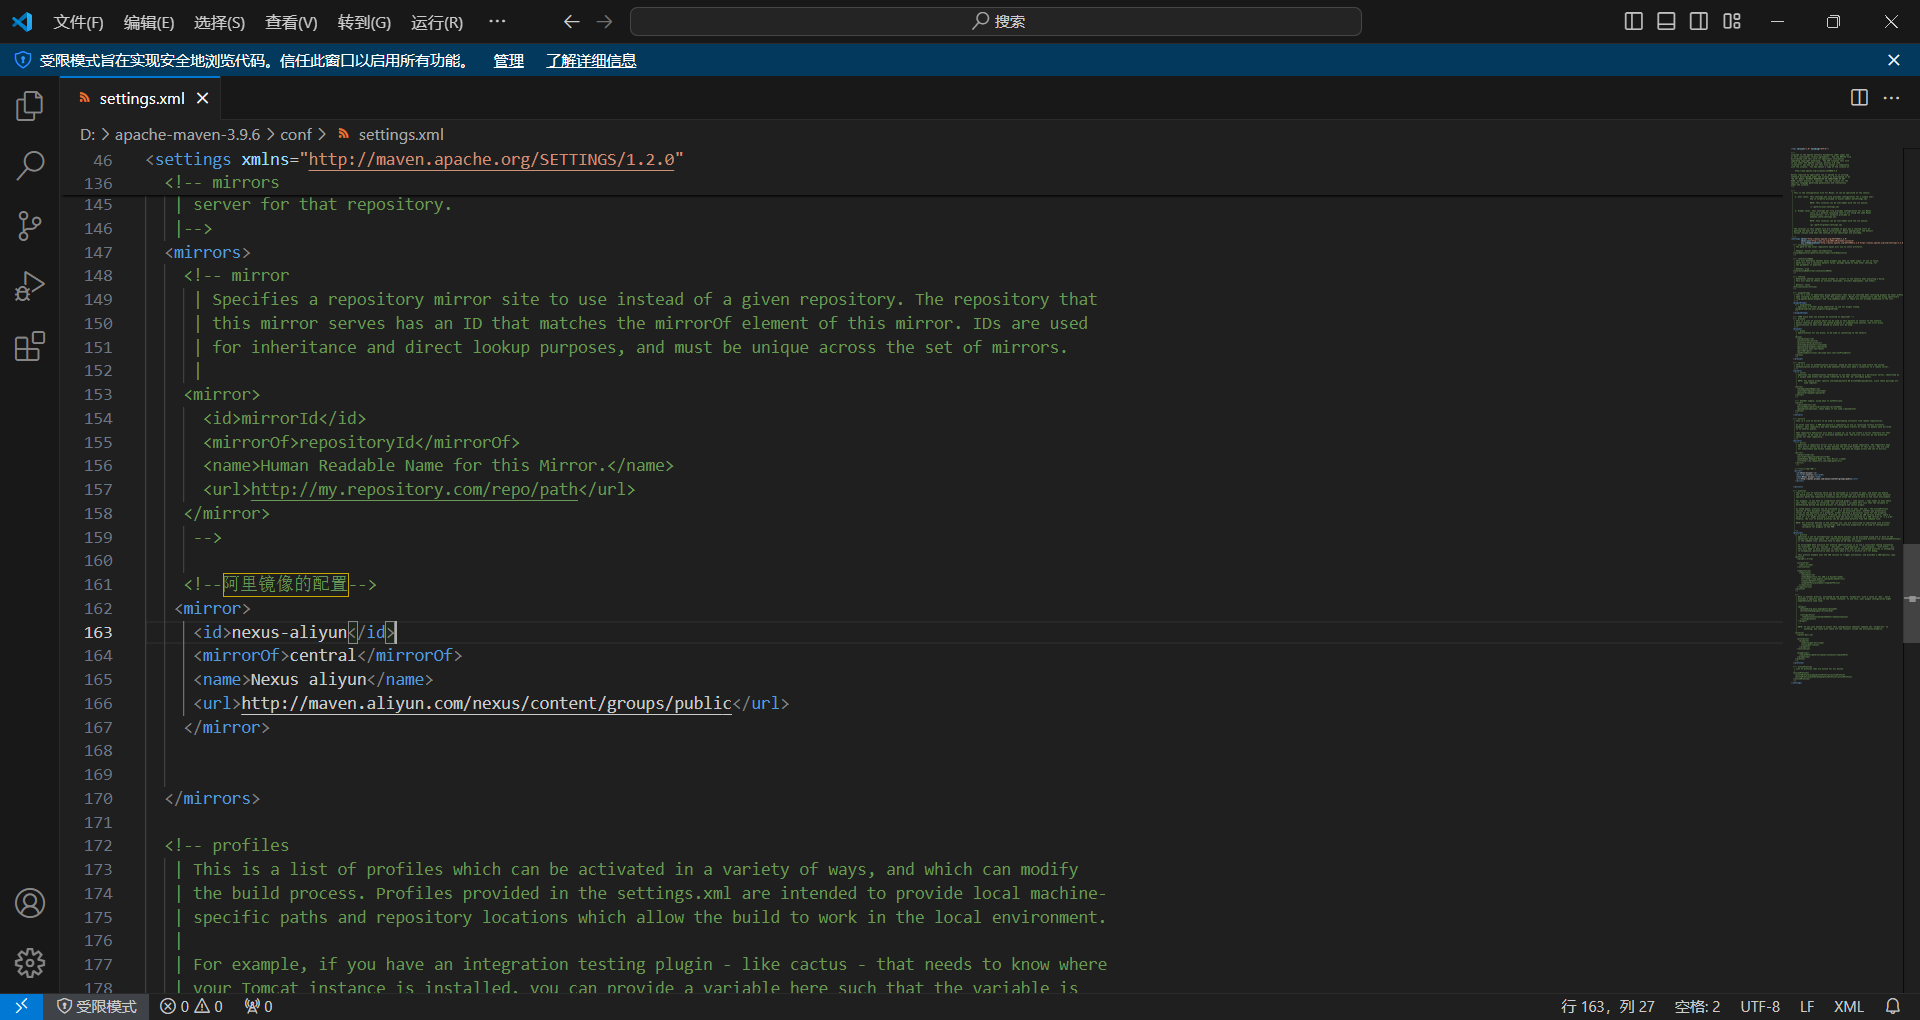 文件(F) 编辑(E) 选择(S) 查看(V) 转到(G) 运行(R) ··· 搜索
受限模式旨在实现安全地浏览代码。信任此窗口以启用所有功能。 管理 了解详细信息
settings.xml
D: > apache-maven-3.9.6 > conf > settings.xml
46 <settings xmlns="http://maven.apache.org/SETTINGS/1.2.0"
136 <!-- mirrors
145 | server for that repository.
146 |-->
147 <mirrors>
148 <!-- mirror
149 | Specifies a repository mirror site to use instead of a given repository. The repository that
150 | this mirror serves has an ID that matches the mirrorOf element of this mirror. IDs are used
151 | for inheritance and direct lookup purposes, and must be unique across the set of mirrors.
152 |
153 <mirror>
154 <id>mirrorId</id>
155 <mirrorOf>repositoryId</mirrorOf>
156 <name>Human Readable Name for this Mirror.</name>
157 <url>http://my.repository.com/repo/path</url>
158 </mirror>
159 -->
160
161 <!--阿里镜像的配置-->
162 <mirror>
163 <id>nexus-aliyun</id>
164 <mirrorOf>central</mirrorOf>
165 <name>Nexus aliyun</name>
166 <url>http://maven.aliyun.com/nexus/content/groups/public</url>
167 </mirror>
168
169
170 </mirrors>
171
172 <!-- profiles
173 | This is a list of profiles which can be activated in a variety of ways, and which can modify
174 | the build process. Profiles provided in the settings.xml are intended to provide local machine-
175 | specific paths and repository locations which allow the build to work in the local environment.
176 |
177 | For example, if you have an integration testing plugin - like cactus - that needs to know where
178 | your Tomcat instance is installed, you can provide a variable here such that the variable is
受限模式 0 0 0 行 163，列 27 空格: 2 UTF-8 LF XML